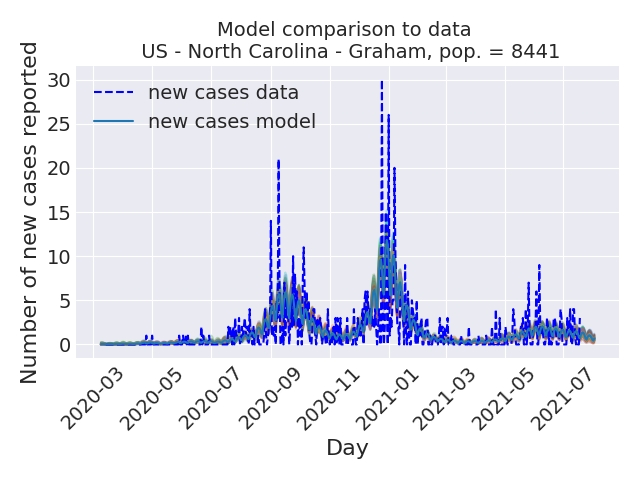 Model comparison to data
US - North Carolina - Graham, pop. = 8441
Number of new cases reported
30
25
20
15
10
5
0
new cases data
new cases model
2020-03
2020-05
2020-07
2020-09
2020-11
2021-01
2021-03
2021-05
2021-07
Day